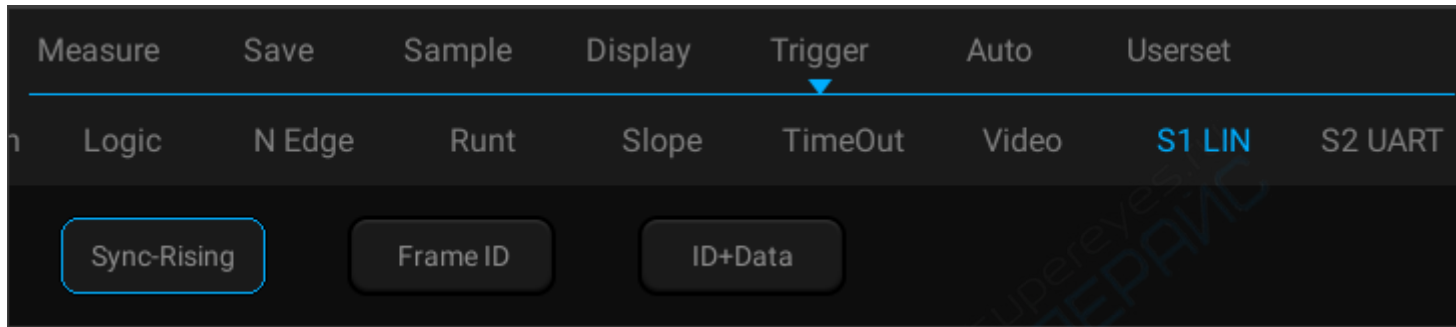 Measure Save Sample Display Trigger Auto Userset
Logic N Edge Runt Slope TimeOut Video S1 LIN S2 UART
Sync-Rising Frame ID ID+Data